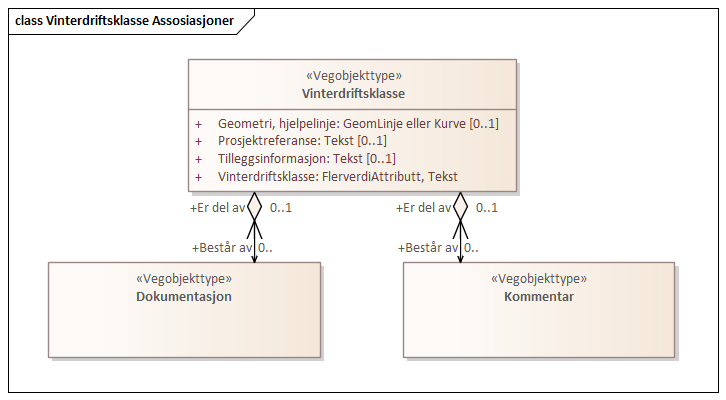 class Vinterdriftsklasse Assosiasjoner
«Vegobjekttype»
Vinterdriftsklasse
+ Geometri, hjelpelinje: GeomLinje eller Kurve [0..1]
+ Prosjektreferanse: Tekst [0..1]
+ Tilleggsinformasjon: Tekst [0..1]
+ Vinterdriftsklasse: FlerverdiAttributt, Tekst
+Er del av 0..1 +Er del av 0..1
+Består av 0.. +Består av 0..
«Vegobjekttype» «Vegobjekttype»
Dokumentasjon Kommentar